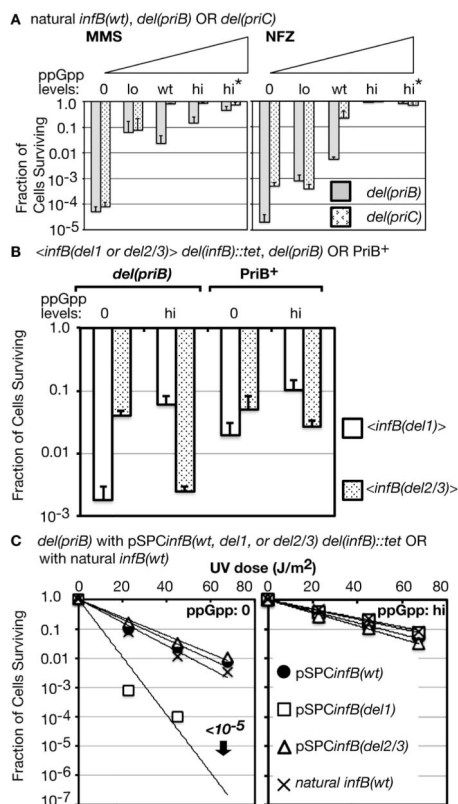 A natural infB(wt), del(priB) OR del(priC)
MMS NFZ
ppGpp
levels: 0 lo wt hi hi* 0 lo wt hi hi*
Fraction of
Cells Surviving
1.0
0.1
0.01
10-3
10-4
10-5
del(priB)
del(priC)
B <infB(del1 or del2/3)> del(infB)::tet, del(priB) OR PriB+
del(priB) PriB+
ppGpp
levels: 0 hi 0 hi
Fraction of Cells Surviving
1.0
0.1
0.01
10-3
<infB(del1)>
<infB(del2/3)>
C del(priB) with pSPCinfB(wt, del1, or del2/3) del(infB)::tet OR
with natural infB(wt)
UV dose (J/m2)
0 20 40 60 80 0 20 40 60 80
ppGpp: 0 ppGpp: hi
Fraction of Cells Surviving
1.0
0.1
0.01
10-3
10-4
10-5
10-6
10-7
<10-5
pSPCinfB(wt)
pSPCinfB(del1)
pSPCinfB(del2/3)
natural infB(wt)